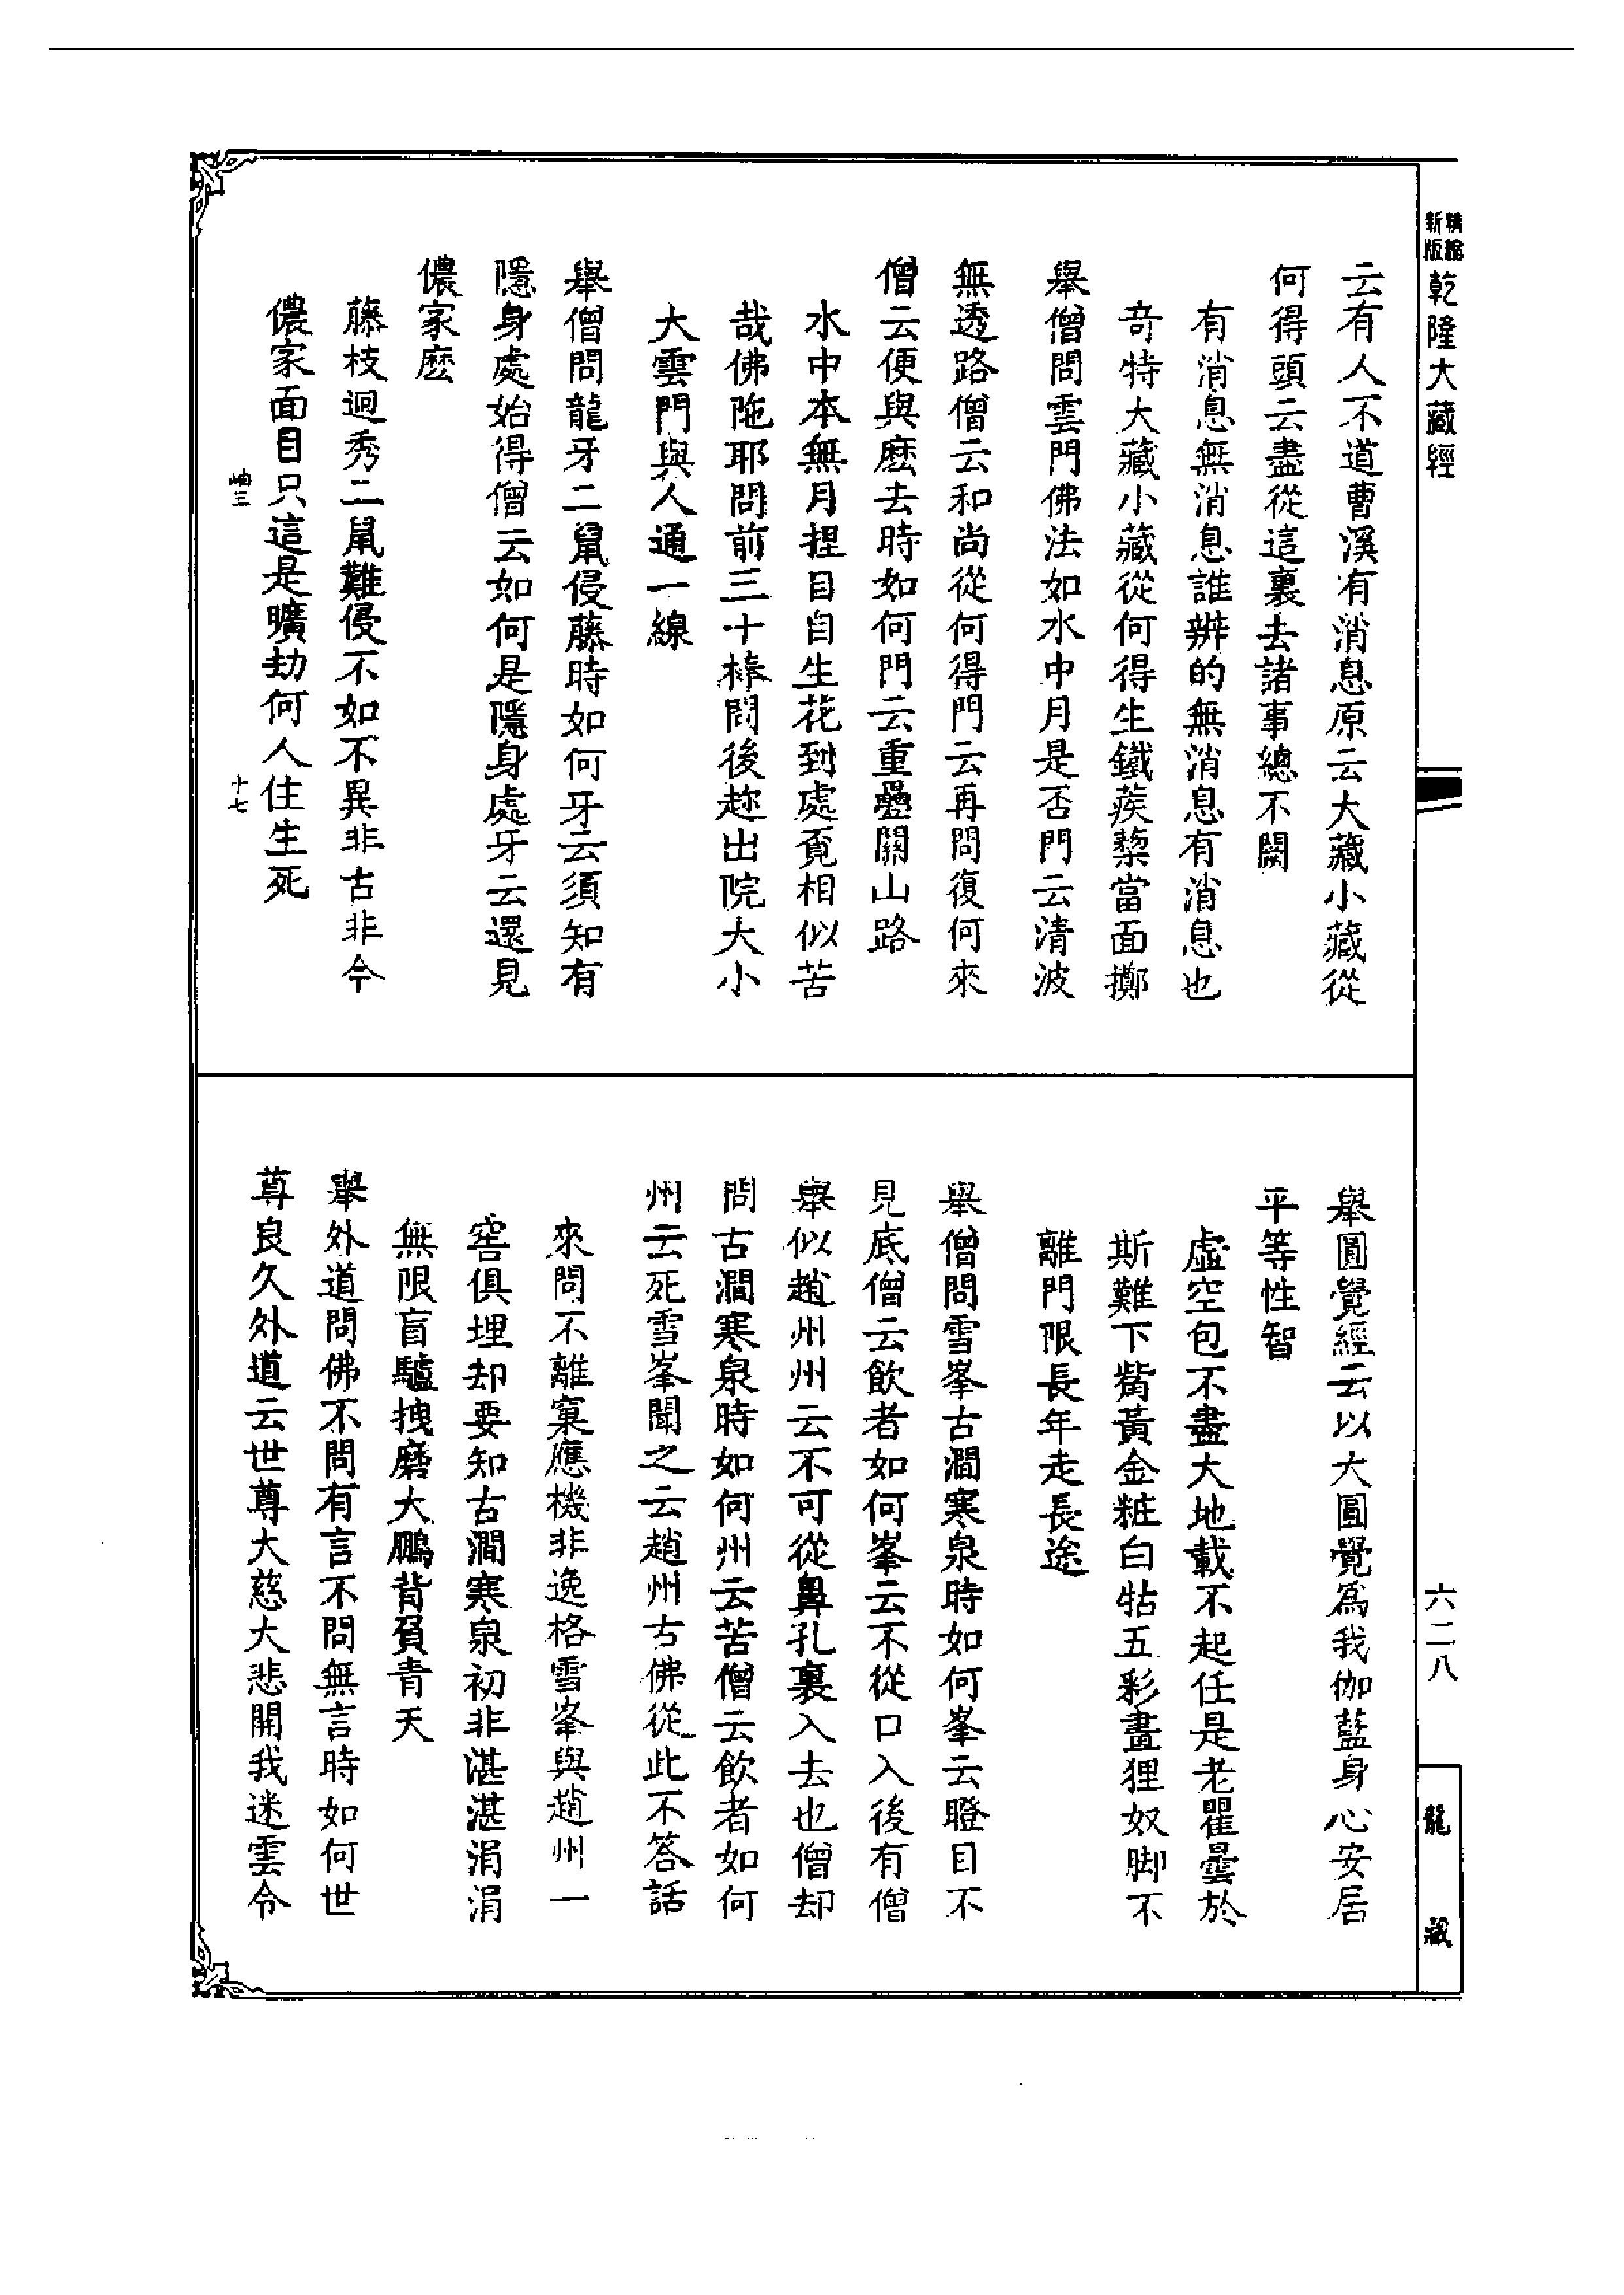 精縮新版
乾隆大藏經
云有人不道曹溪有消息原云大藏小藏從
何得頭云盡從這裏去諸事總不闕
有消息無消息誰辨的無消息有消息也
奇特大藏小藏從何得生鐵蒺藜當面擲
舉僧問雲門佛法如水中月是否門云清波
無透路僧云和尚從何得門云再問復何來
僧云便與麽去時如何門云重疊關山路
水中本無月捏目自生花到處覔相似苦
哉佛陁耶問前三十棒問後趂出院大小
大雲門與人通一線
舉僧問龍牙二鼠侵藤時如何牙云須知有
隱身處始得僧云如何是隱身處牙云還見
儂家麽
藤枝迥秀二鼠難侵不如不異非古非今
儂家面目只這是曠劫何人住生死
岫三
十七
舉圓覺經云以大圓覺為我伽藍身心安居
平等性智
虛空包不盡大地載不起任是老瞿曇於
斯難下觜黃金粧白牯五彩畫狸奴脚不
離門限長年走長途
舉僧問雪峯古澗寒泉時如何峯云瞪目不
見底僧云飲者如何峯云不從口入後有僧
舉似趙州州云不可從鼻孔裏入去也僧却
問古澗寒泉時如何州云苦僧云飲者如何
州云死雪峯聞之云趙州古佛從此不答話
來問不離窠應機非逸格雪峯與趙州一
窖俱埋却要知古澗寒泉初非湛湛涓涓
無限盲驢拽磨大鵬背負青天
舉外道問佛不問有言不問無言時如何世
尊良久外道云世尊大慈大悲開我迷雲令
六二八
龍藏